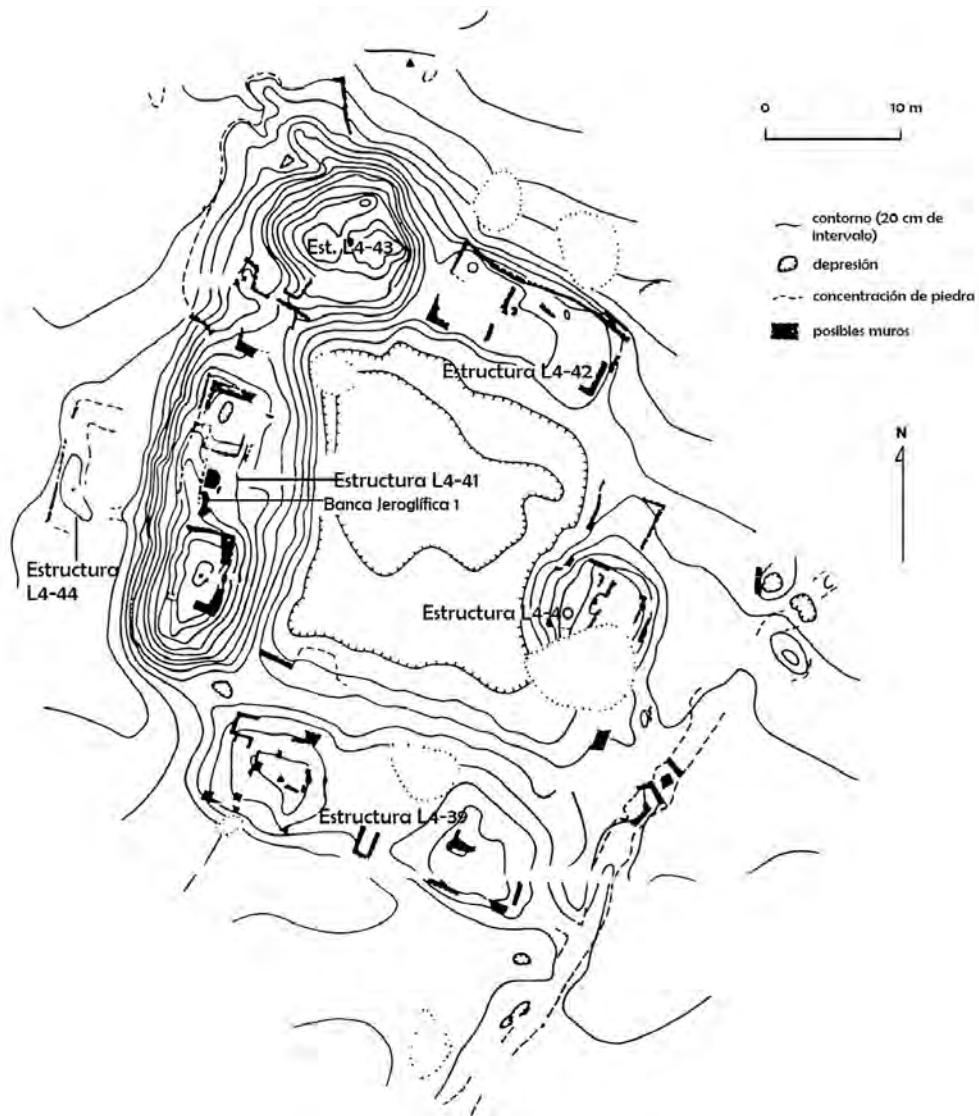 0 10 m
contorno (20 cm de
intervalo)
depresión
concentración de piedra
posibles muros
N
Est. L4-43
Estructura L4-42
Estructura L4-41
Banca Jeroglífica 1
Estructura
L4-44
Estructura L4-40
Estructura L4-39